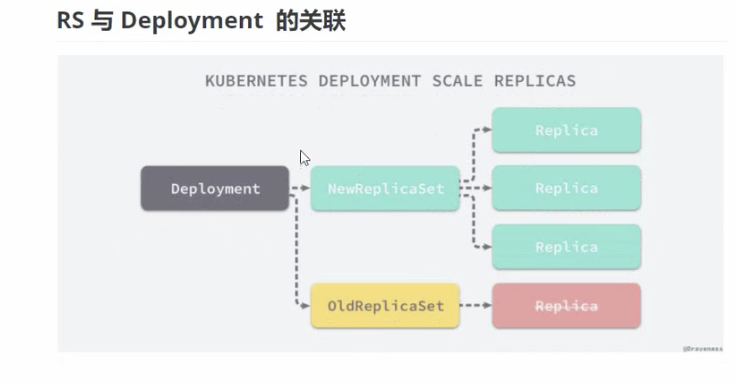 RS 与 Deployment 的关联
KUBERNETES DEPLOYMENT SCALE REPLICAS
Replica
Deployment
NewReplicaSet
Replica
Replica
OldReplicaSet
Replica
@Draveness